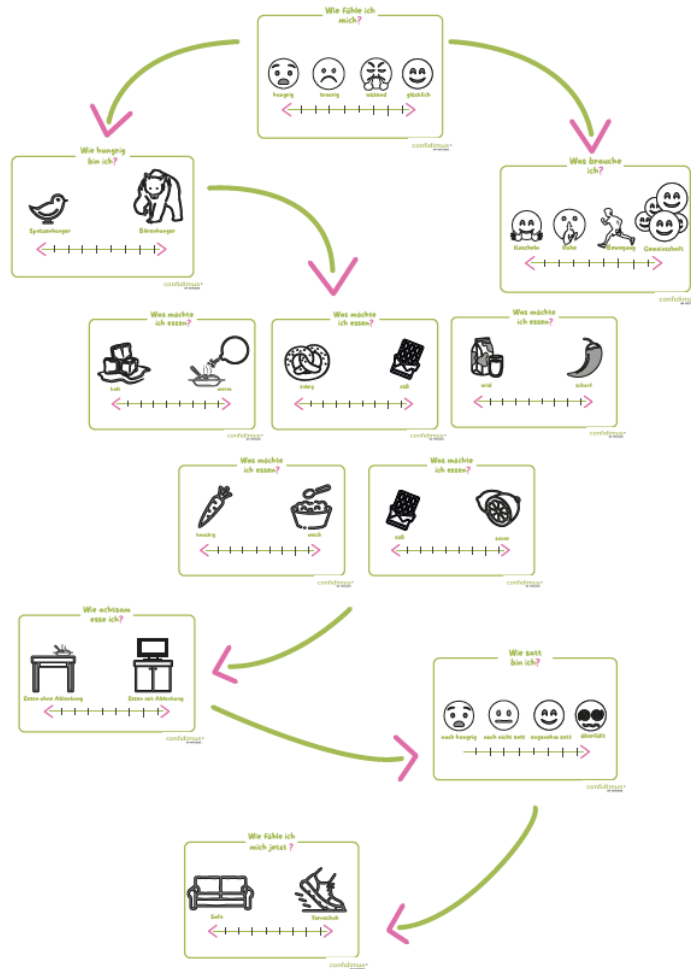 Wie fühle ich
mich?
hungrig traurig wütend glücklich
confidimus
Wie hungrig
bin ich?
Spatzenhunger Bärenhunger
confidimus
Was brauche
ich?
Kuscheln Ruhe Bewegung Gemeinschaft
confidimus
Was möchte
ich essen?
kalt warm
confidimus
Was möchte
ich essen?
salzig süß
confidimus
Was möchte
ich essen?
mild scharf
confidimus
Was möchte
ich essen?
knackig weich
confidimus
Was möchte
ich essen?
süß sauer
confidimus
Wie achtsam
esse ich?
Essen ohne Ablenkung Essen mit Ablenkung
confidimus
Wie satt
bin ich?
noch hungrig noch nicht satt angenehm satt überfüllt
confidimus
Wie fühle ich
mich jetzt ?
Sofa Turnschuh
confidimus